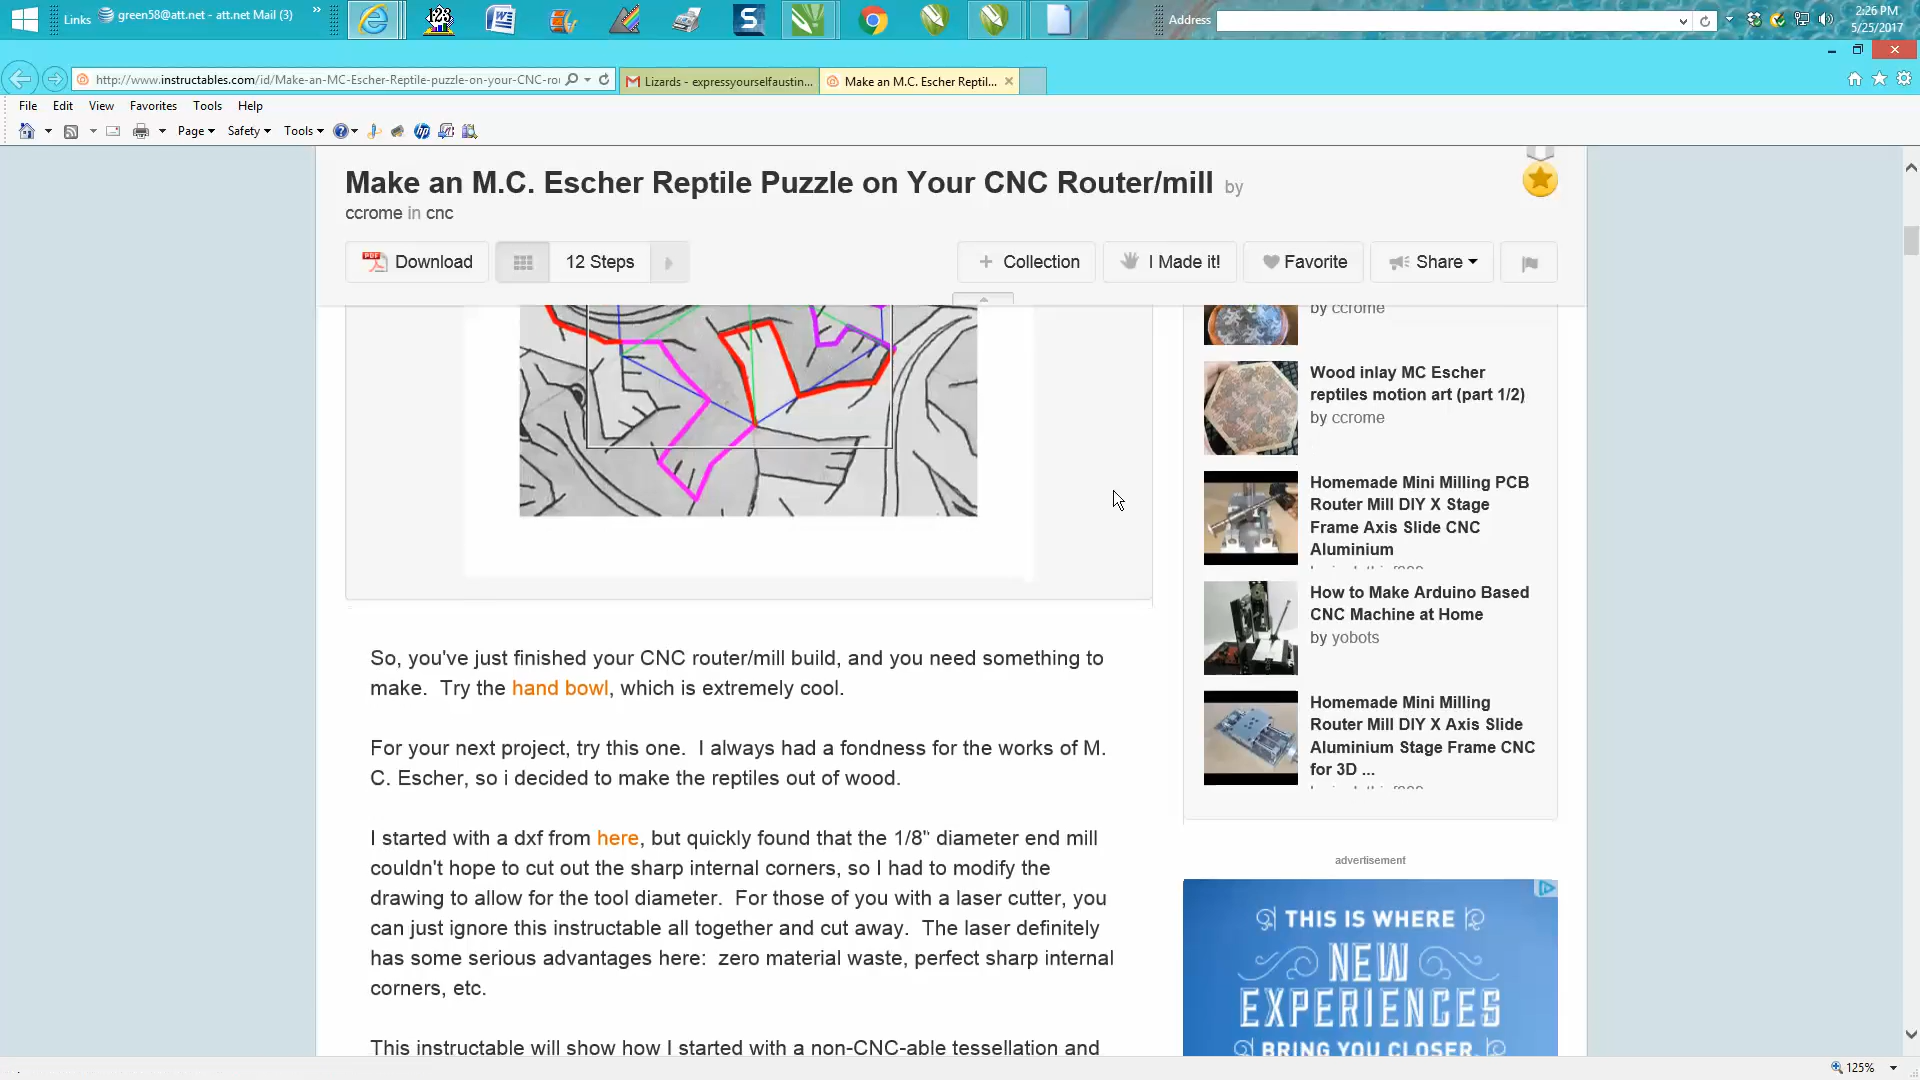 Links green58@att.net - att.net Mail (3) »
Address
2:26 PM
5/25/2017
http://www.instructables.com/id/Make-an-MC-Escher-Reptile-puzzle-on-your-CNC-ro
Lizards - expressyourselfaustin...
Make an M.C. Escher Reptil...
File Edit View Favorites Tools Help
Page Safety Tools
Make an M.C. Escher Reptile Puzzle on Your CNC Router/mill by
ccrome in cnc
Download
12 Steps
Collection
I Made it!
Favorite
Share
by ccrome
Wood inlay MC Escher
reptiles motion art (part 1/2)
by ccrome
Homemade Mini Milling PCB
Router Mill DIY X Stage
Frame Axis Slide CNC
Aluminium
How to Make Arduino Based
CNC Machine at Home
by yobots
Homemade Mini Milling
Router Mill DIY X Axis Slide
Aluminium Stage Frame CNC
for 3D ...
So, you've just finished your CNC router/mill build, and you need something to
make. Try the hand bowl, which is extremely cool.
For your next project, try this one. I always had a fondness for the works of M.
C. Escher, so i decided to make the reptiles out of wood.
I started with a dxf from here, but quickly found that the 1/8" diameter end mill
couldn't hope to cut out the sharp internal corners, so I had to modify the
drawing to allow for the tool diameter. For those of you with a laser cutter, you
can just ignore this instructable all together and cut away. The laser definitely
has some serious advantages here: zero material waste, perfect sharp internal
corners, etc.
This instructable will show how I started with a non-CNC-able tessellation and
advertisement
THIS IS WHERE
NEW
EXPERIENCES
BRING YOU CLOSER.
125%